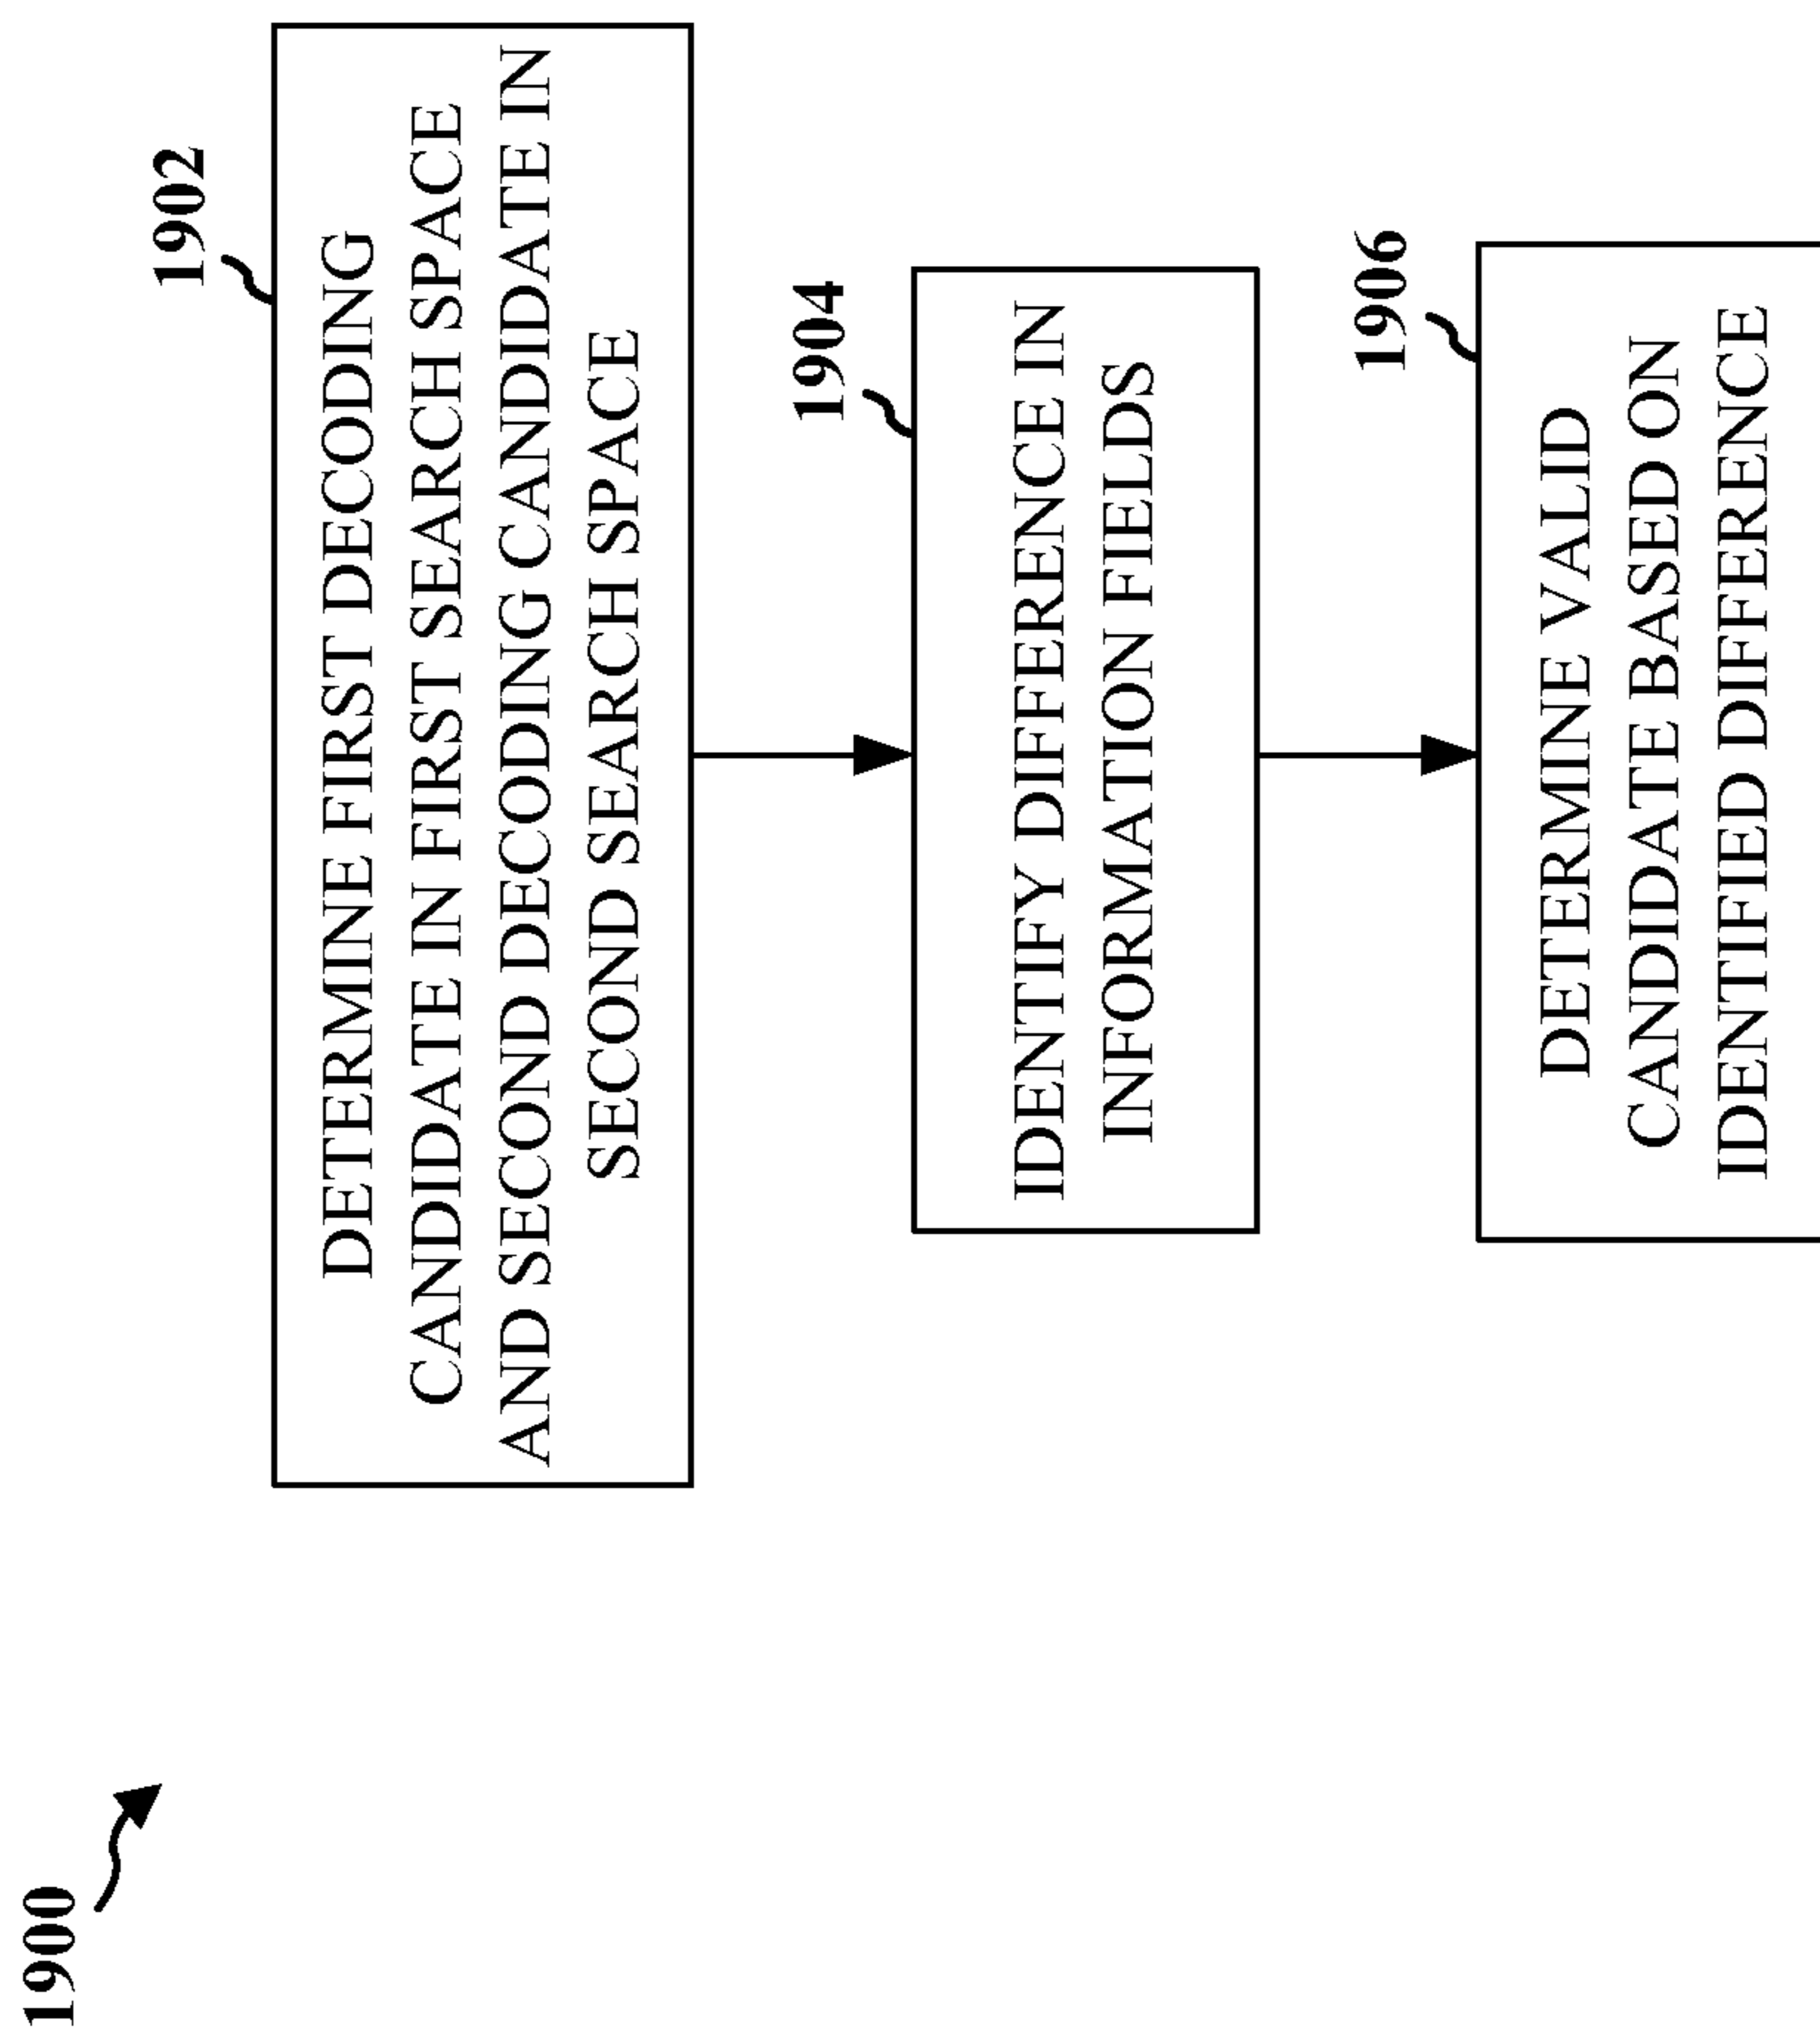 1900
1902
DETERMINE FIRST DECODING
CANDIDATE IN FIRST SEARCH SPACE
AND SECOND DECODING CANDIDATE IN
SECOND SEARCH SPACE
1904
IDENTIFY DIFFERENCE IN
INFORMATION FIELDS
1906
DETERMINE VALID
CANDIDATE BASED ON
IDENTIFIED DIFFERENCE